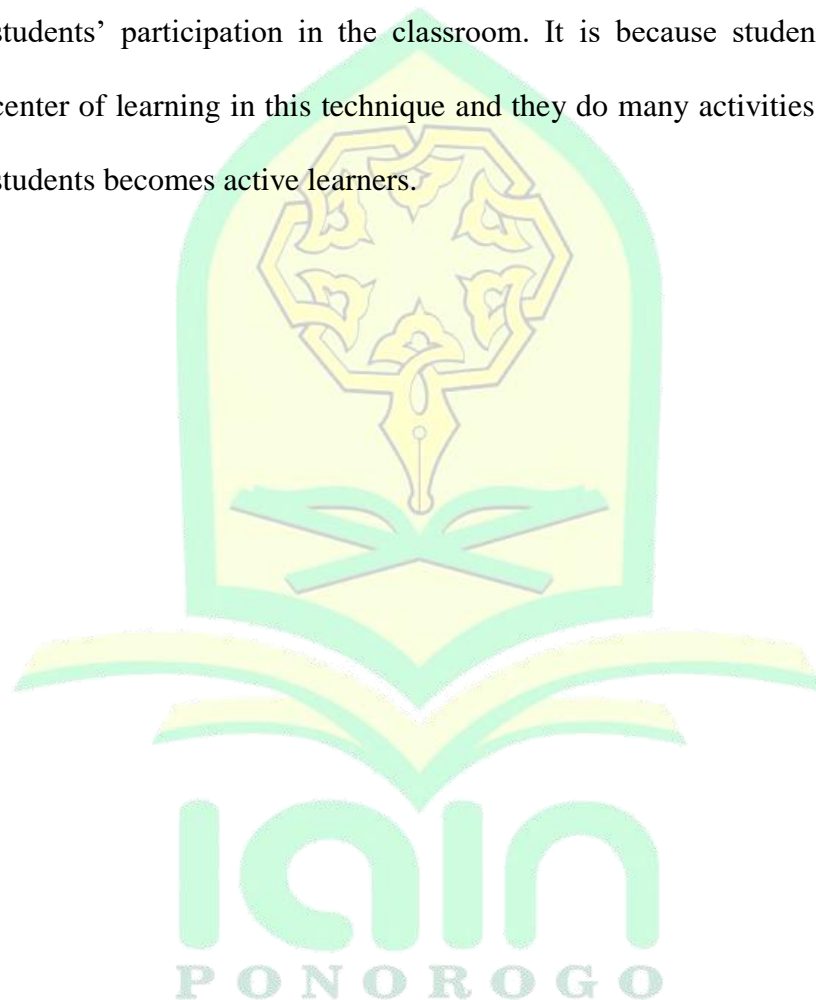 students’ participation in the classroom. It is because studen
center of learning in this technique and they do many activities
students becomes active learners.
iain
PONOROGO